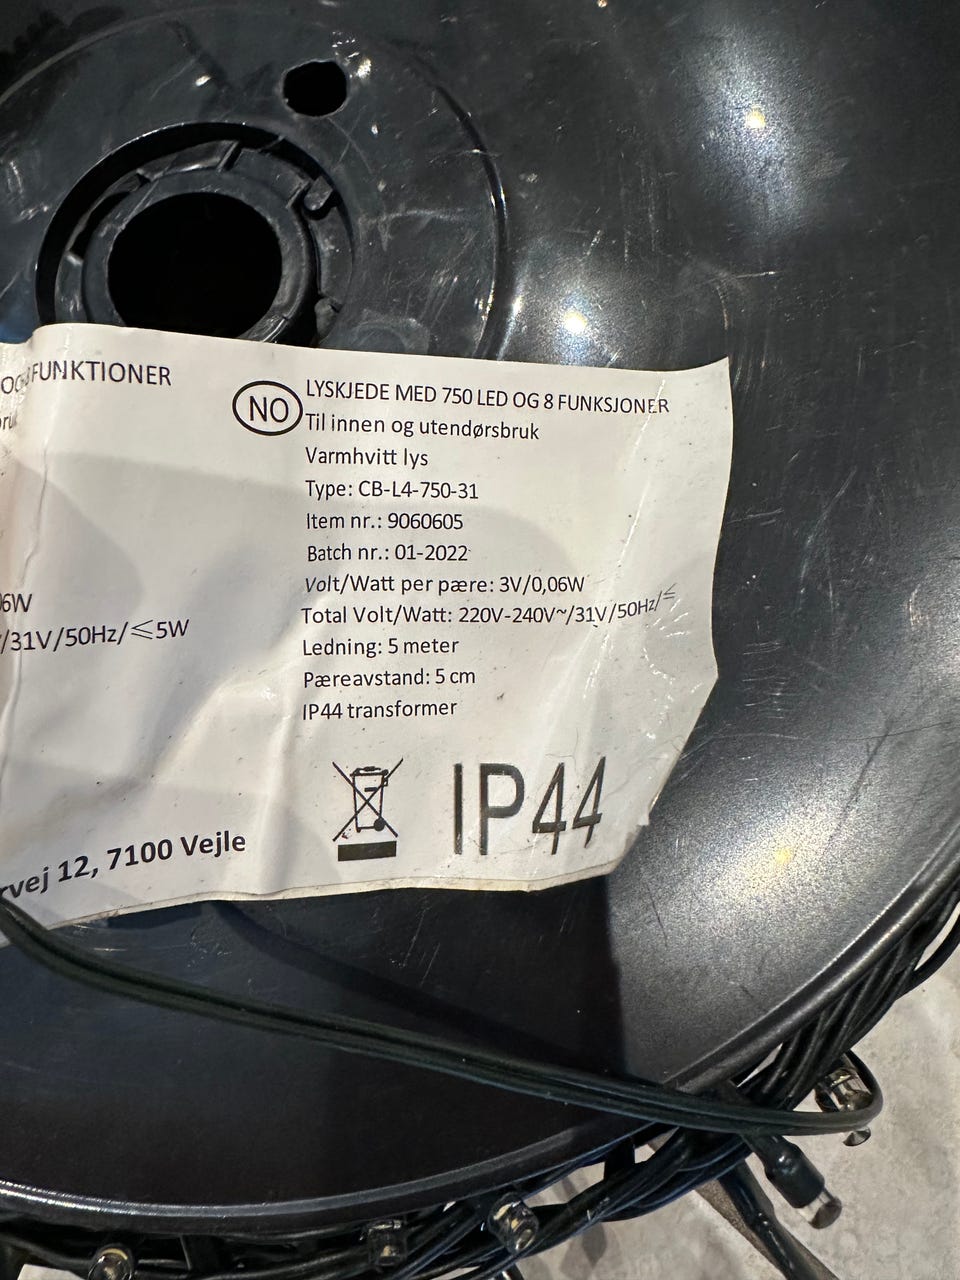 FUNKTIONER
6W
/31V/50Hz/≤5W
vej 12, 7100 Vejle
NO
LYSKJEDE MED 750 LED OG 8 FUNKSJONER
Til innen og utendørsbruk
Varmhvitt lys
Type: CB-L4-750-31
Item nr.: 9060605
Batch nr.: 01-2022
Volt/Watt per pære: 3V/0,06W
Total Volt/Watt: 220V-240V~/31V/50Hz/≤
Ledning: 5 meter
Pæreavstand: 5 cm
IP44 transformer
IP44